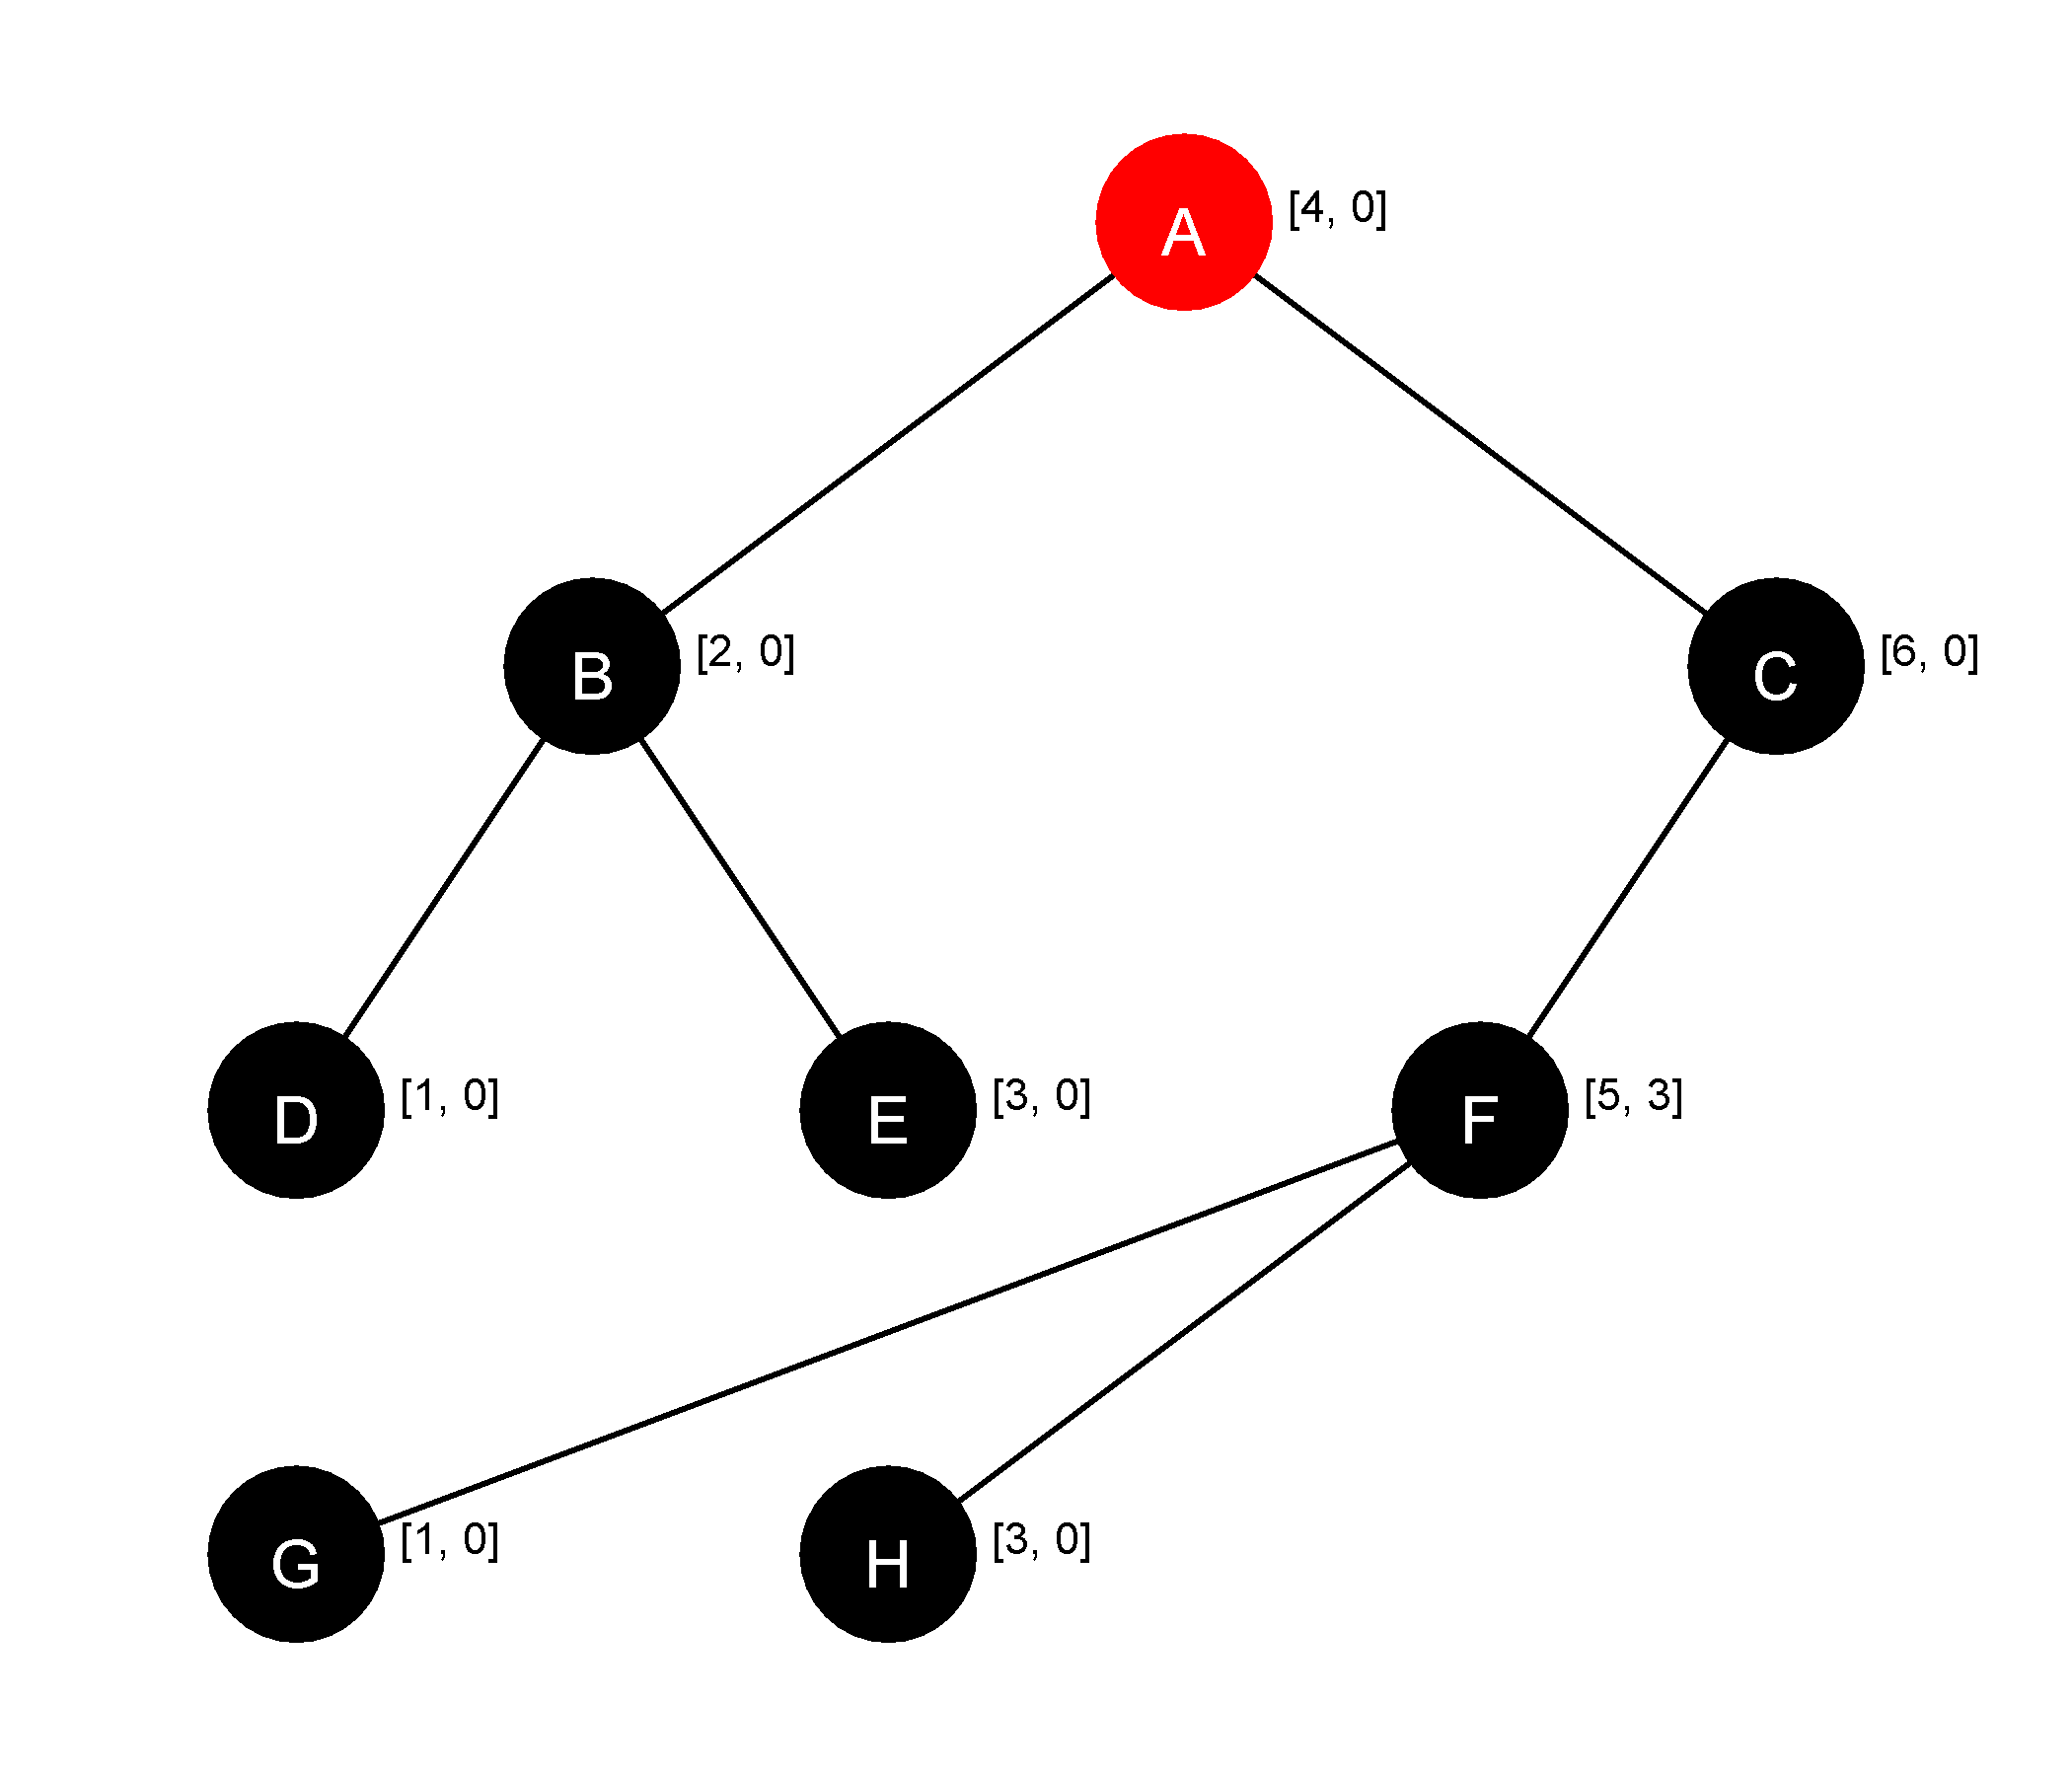 A [4, 0]
B [2, 0] C [6, 0]
D [1, 0] E [3, 0] F [5, 3]
G [1, 0] H [3, 0]